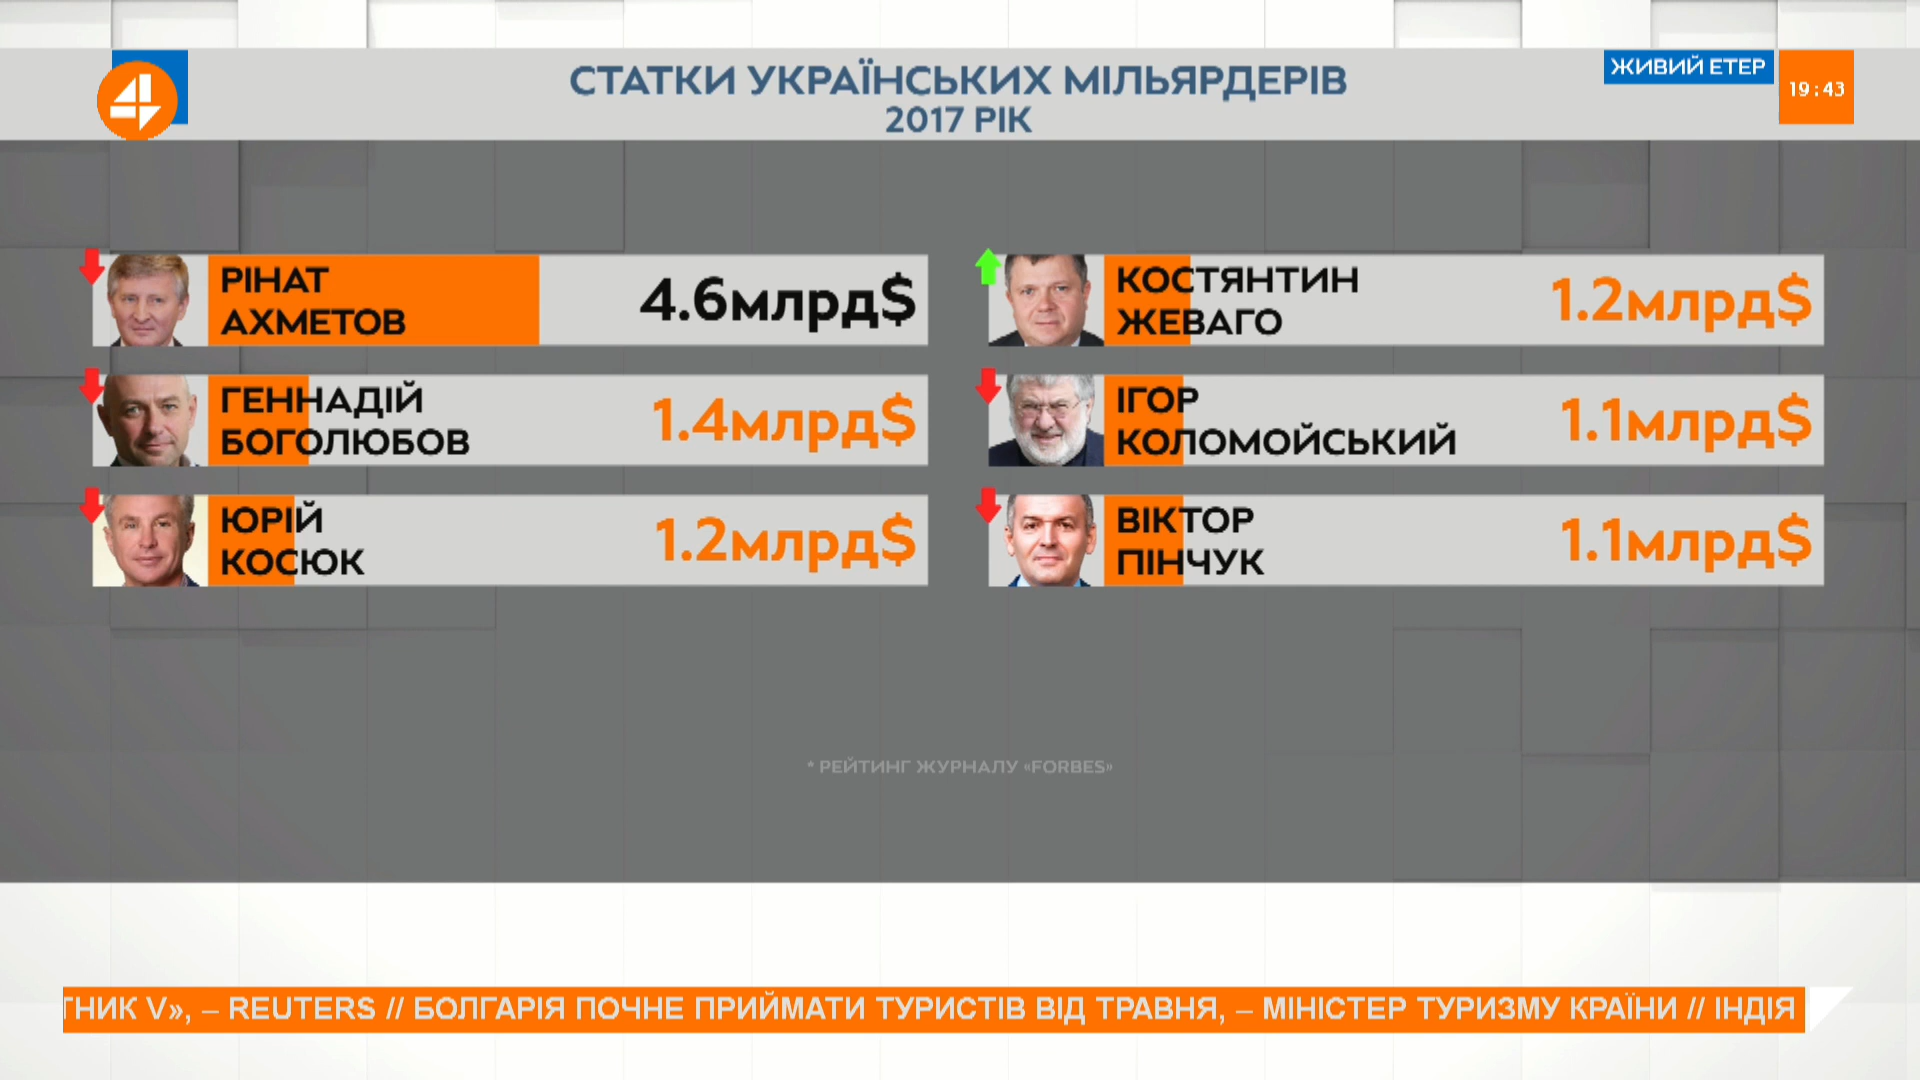 СТАТКИ УКРАЇНСЬКИХ МІЛЬЯРДЕРІВ
2017 РІК
4
ЖИВИЙ ЕТЕР
19:43
РІНАТ
АХМЕТОВ
4.6млрд$
ГЕННАДІЙ
БОГОЛЮБОВ
1.4млрд$
ЮРІЙ
КОСЮК
1.2млрд$
КОСТЯНТИН
ЖЕВАГО
1.2млрд$
ІГОР
КОЛОМОЙСЬКИЙ
1.1млрд$
ВІКТОР
ПІНЧУК
1.1млрд$
* РЕЙТИНГ ЖУРНАЛУ «FORBES»
ТНИК V», – REUTERS // БОЛГАРІЯ ПОЧНЕ ПРИЙМАТИ ТУРИСТІВ ВІД ТРАВНЯ, – МІНІСТЕР ТУРИЗМУ КРАЇНИ // ІНДІЯ